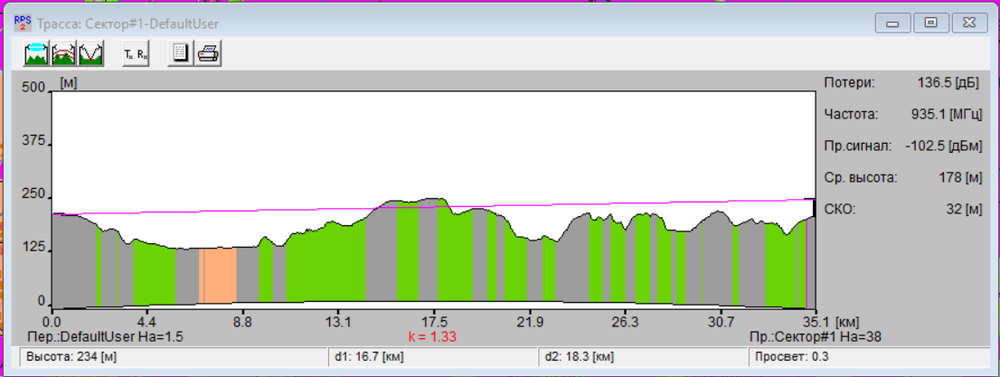 RPS 2 Трасса: Сектор#1-DefaultUser
Tx Rx
500 [м]
375
250
125
0
0.0 4.4 8.8 13.1 17.5 21.9 26.3 30.7 35.1 [км]
Пер.:DefaultUser Ha=1.5 k = 1.33 Пр.:Сектор#1 Ha=38
Потери: 136.5 [дБ]
Частота: 935.1 [МГц]
Пр.сигнал: -102.5 [дБм]
Ср. высота: 178 [м]
СКО: 32 [м]
Высота: 234 [м] d1: 16.7 [км] d2: 18.3 [км] Просвет: 0.3